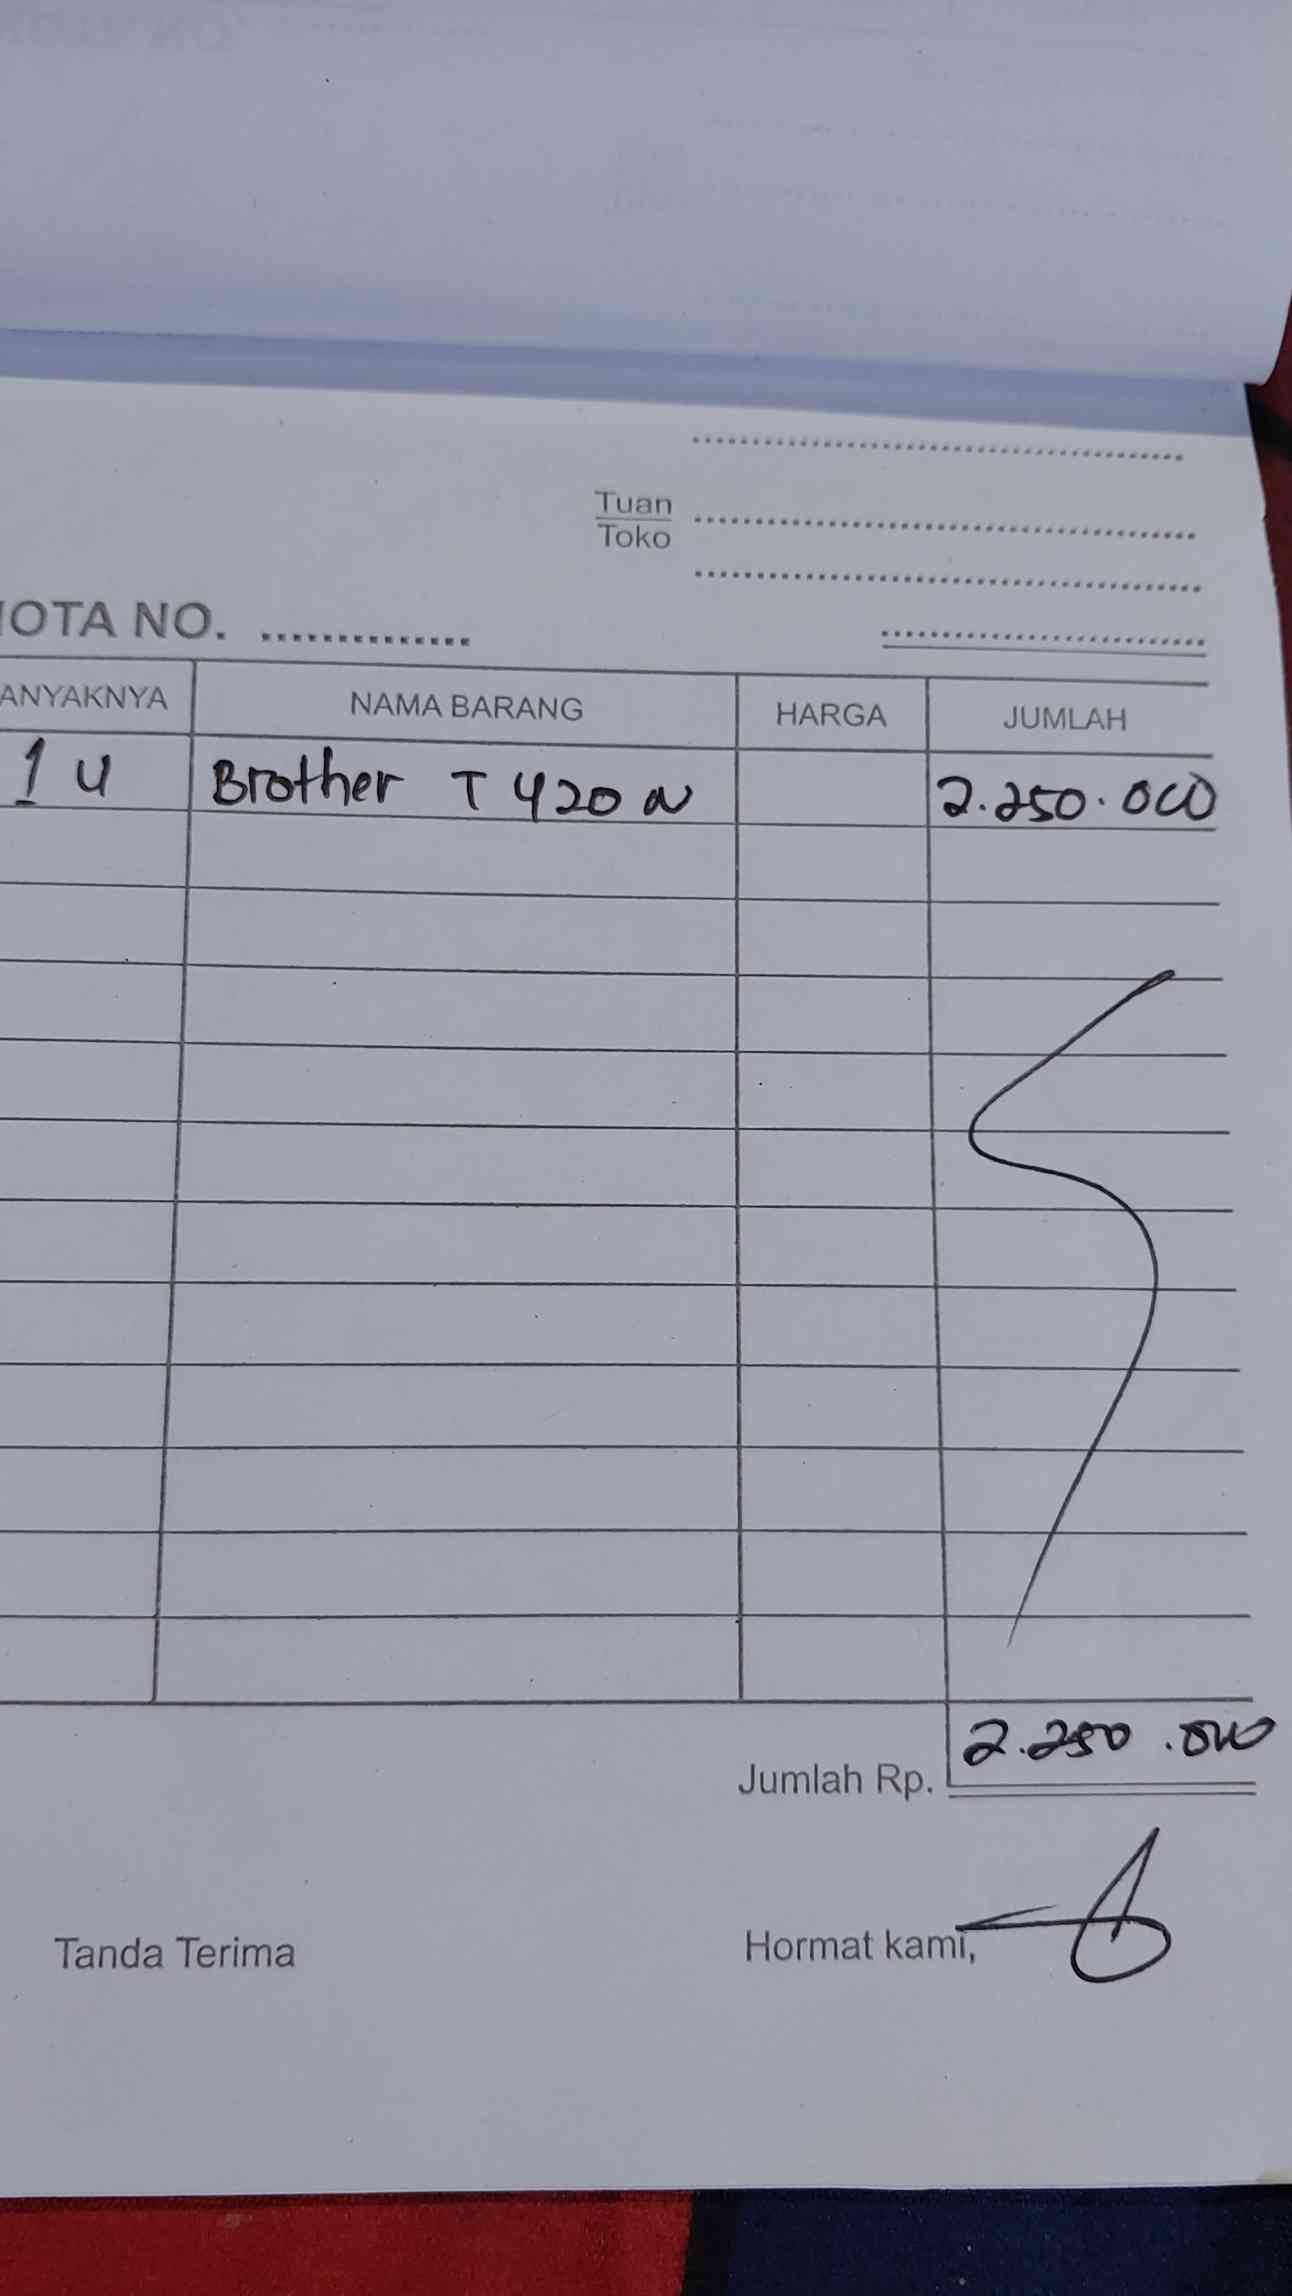 Tuan
Toko
NOTA NO.
ANYAKNYA NAMA BARANG HARGA JUMLAH
1 U Brother T 420 W 2.250.000
Jumlah Rp. 2.250.000
Tanda Terima Hormat kami,